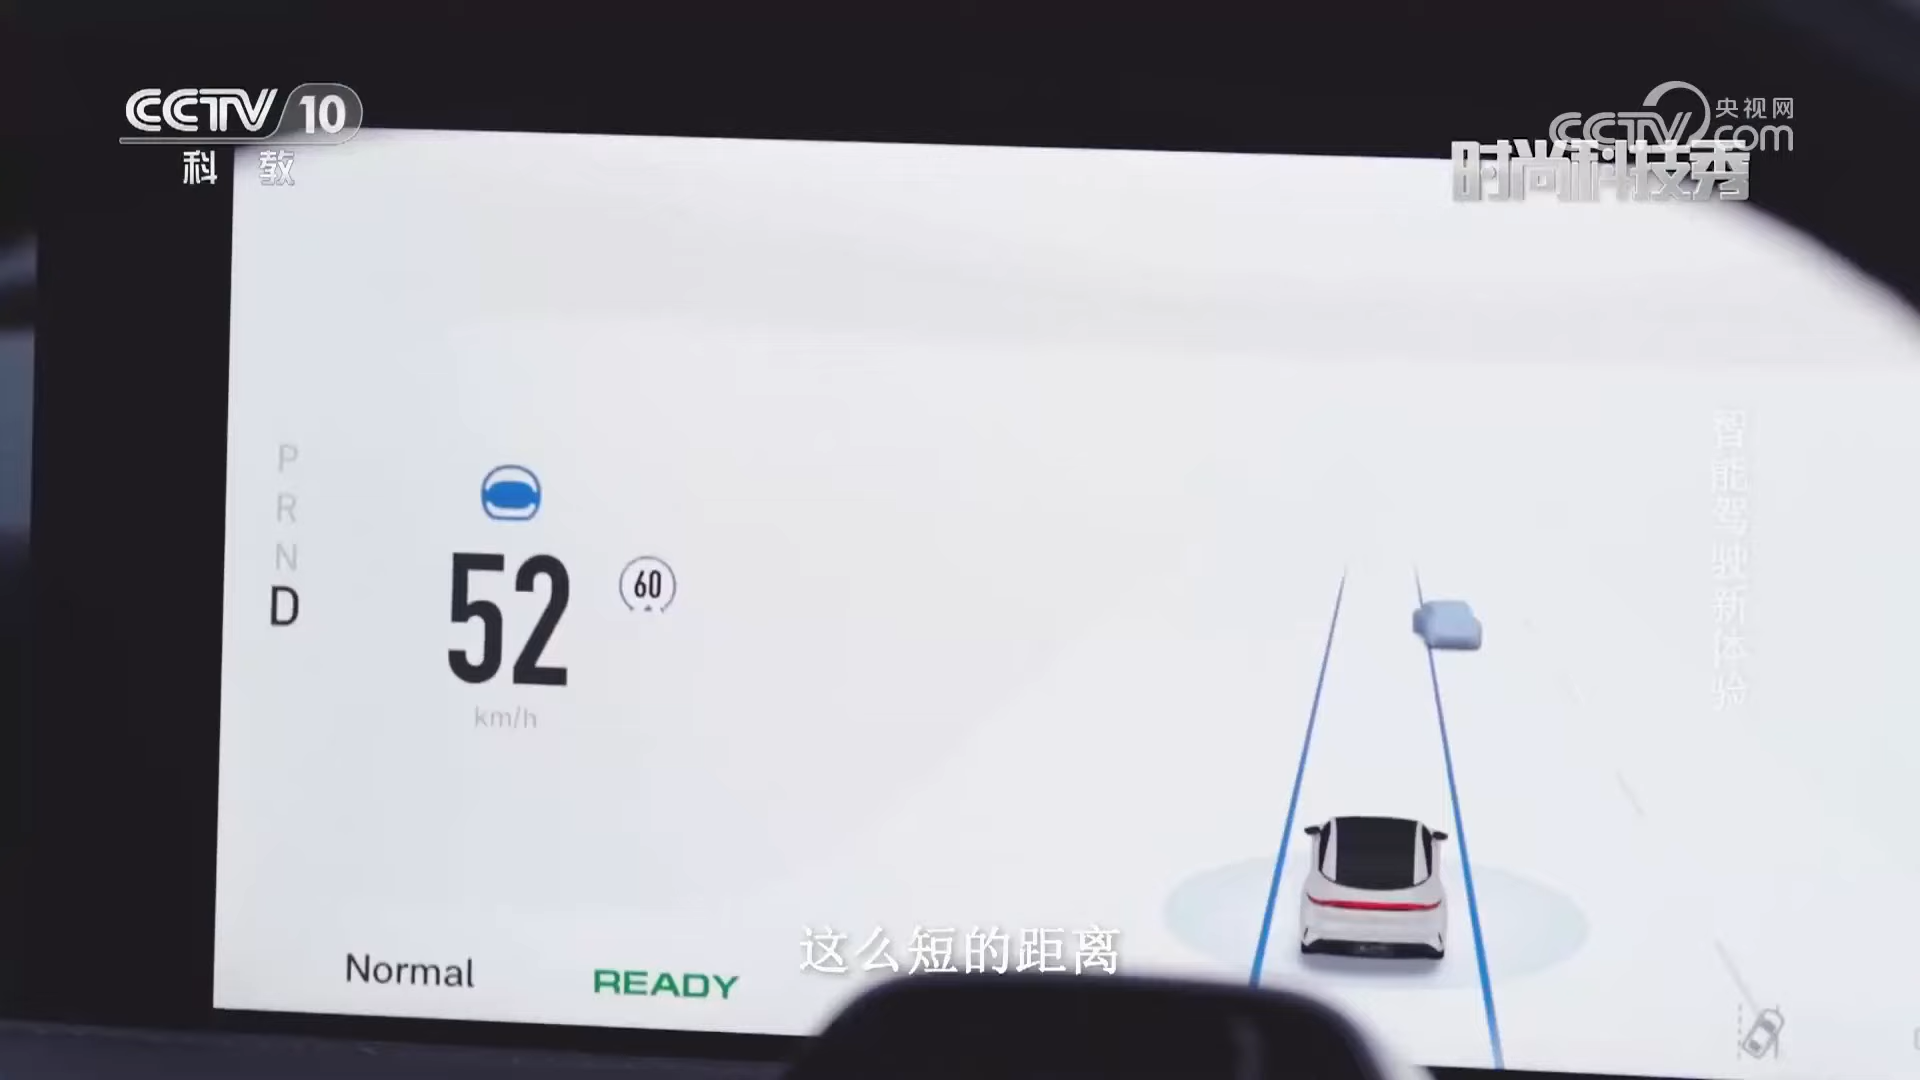 CCTV 10
科教
央视网
CCTV.com
时尚科技秀
智能驾驶新体验
P
R
N
D
52
60
km/h
Normal
READY
这么短的距离